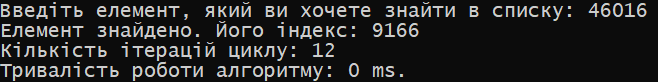 Введіть елемент, який ви хочете знайти в списку: 46016
Елемент знайдено. Його індекс: 9166
Кількість ітерацій циклу: 12
Тривалість роботи алгоритму: 0 ms.